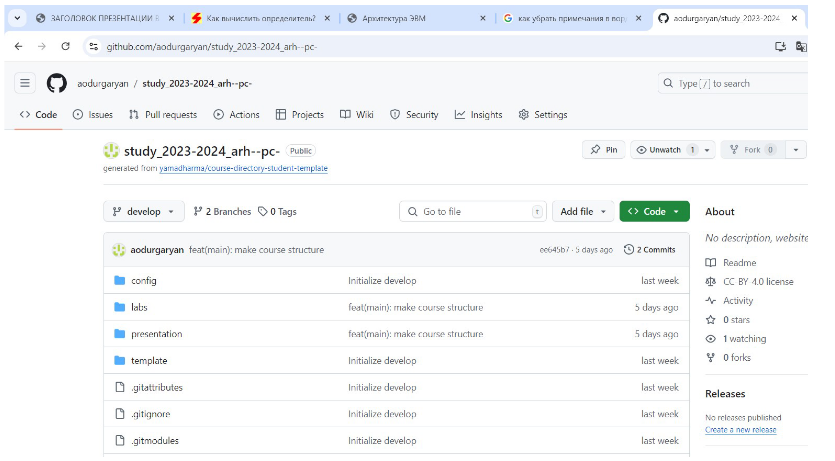 ЗАГОЛОВОК ПРЕЗЕНТАЦИИ
Как вычислить определитель?
Архитектура ЭВМ
как убрать примечания в вор
aodurgaryan/study_2023-2024
github.com/aodurgaryan/study_2023-2024_arh--pc-
aodurgaryan / study_2023-2024_arh--pc-
Type / to search
Code Issues Pull requests Actions Projects Wiki Security Insights Settings
study_2023-2024_arh--pc- Public
Pin Unwatch 1 Fork 0
generated from yamadharma/course-directory-student-template
develop 2 Branches 0 Tags Go to file t Add file Code
aodurgaryan feat(main): make course structure ee645b7 · 5 days ago 2 Commits
config Initialize develop last week
labs feat(main): make course structure 5 days ago
presentation feat(main): make course structure 5 days ago
template Initialize develop last week
.gitattributes Initialize develop last week
.gitignore Initialize develop last week
.gitmodules Initialize develop last week
About
No description, website
Readme
CC-BY-4.0 license
Activity
0 stars
1 watching
0 forks
Releases
No releases published
Create a new release